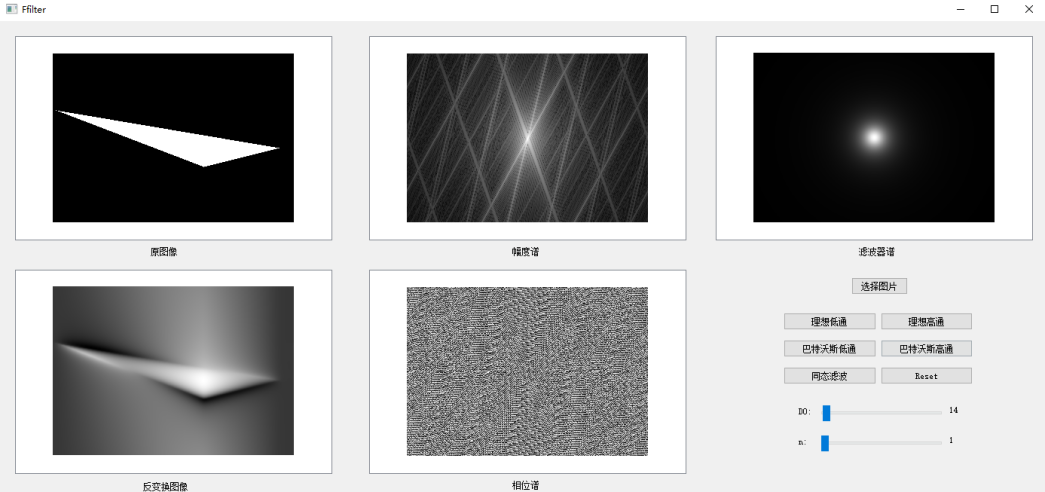 Ffilter
原图像
幅度谱
滤波器谱
选择图片
理想低通 理想高通
巴特沃斯低通 巴特沃斯高通
同态滤波 Reset
D0: 14
n: 1
反变换图像
相位谱